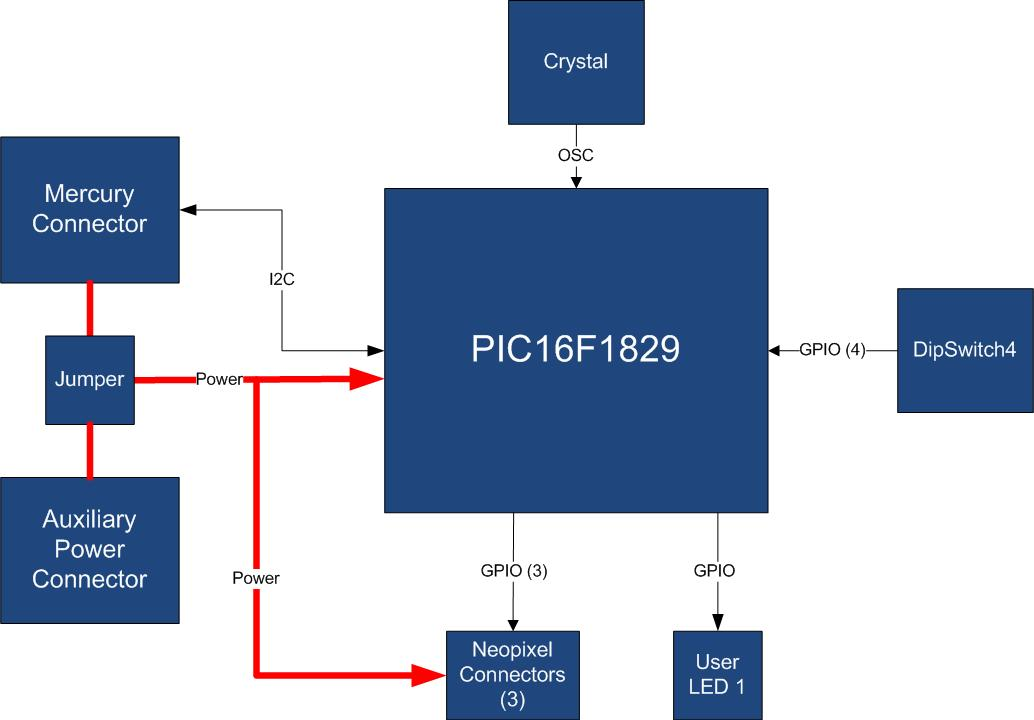 Crystal
OSC
Mercury
Connector
I2C
PIC16F1829
GPIO (4)
DipSwitch4
Jumper
Power
Auxiliary
Power
Connector
Power
GPIO (3)
GPIO
Neopixel
Connectors
(3)
User
LED 1